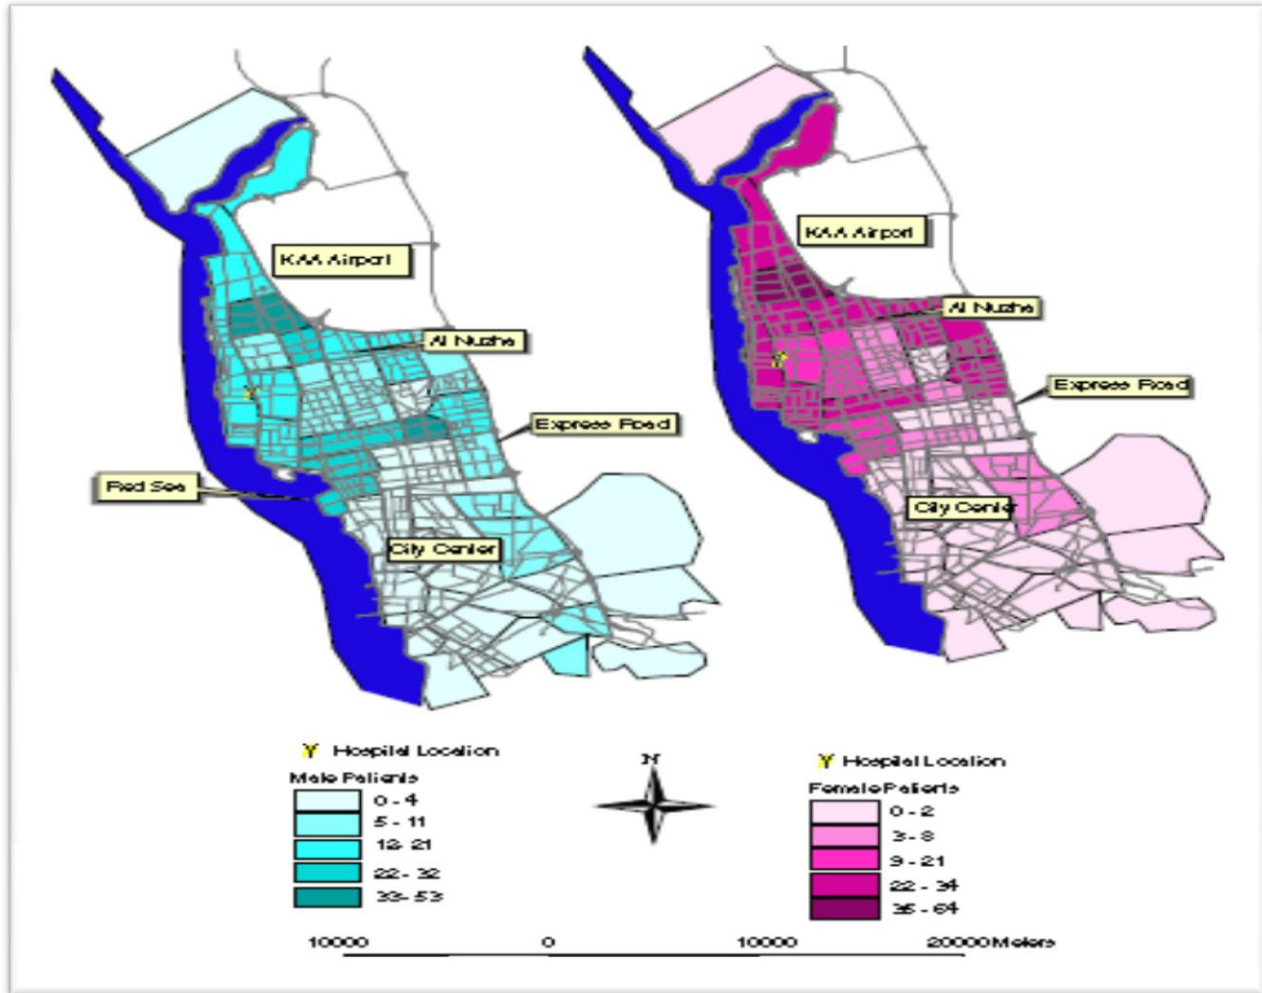 KAA Airport
Al Nuzha
Express Road
Red Sea
City Center
KAA Airport
Al Nuzha
Express Road
City Center
Hospital Location
Male Patients
0 - 4
5 - 11
12- 21
22 - 32
33- 53
N
Hospital Location
Female Patients
0 - 2
3 - 8
9 - 21
22 - 34
35 - 64
10000 0 10000 20000 Meters